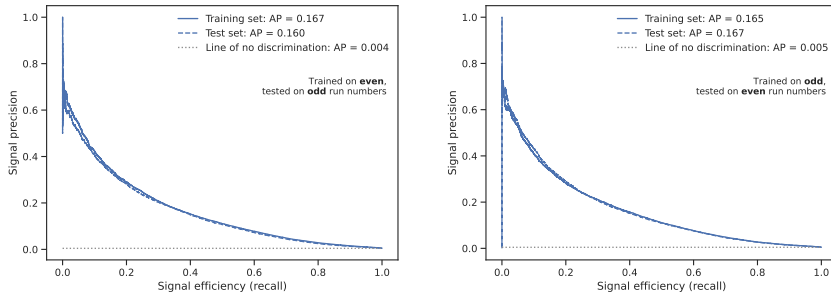 Training set: AP = 0.167
Test set: AP = 0.160
Line of no discrimination: AP = 0.004
Trained on even,
tested on odd run numbers
Signal precision
1.0
0.8
0.6
0.4
0.2
0.0
0.0 0.2 0.4 0.6 0.8 1.0
Signal efficiency (recall)
Training set: AP = 0.165
Test set: AP = 0.167
Line of no discrimination: AP = 0.005
Trained on odd,
tested on even run numbers
Signal precision
1.0
0.8
0.6
0.4
0.2
0.0
0.0 0.2 0.4 0.6 0.8 1.0
Signal efficiency (recall)